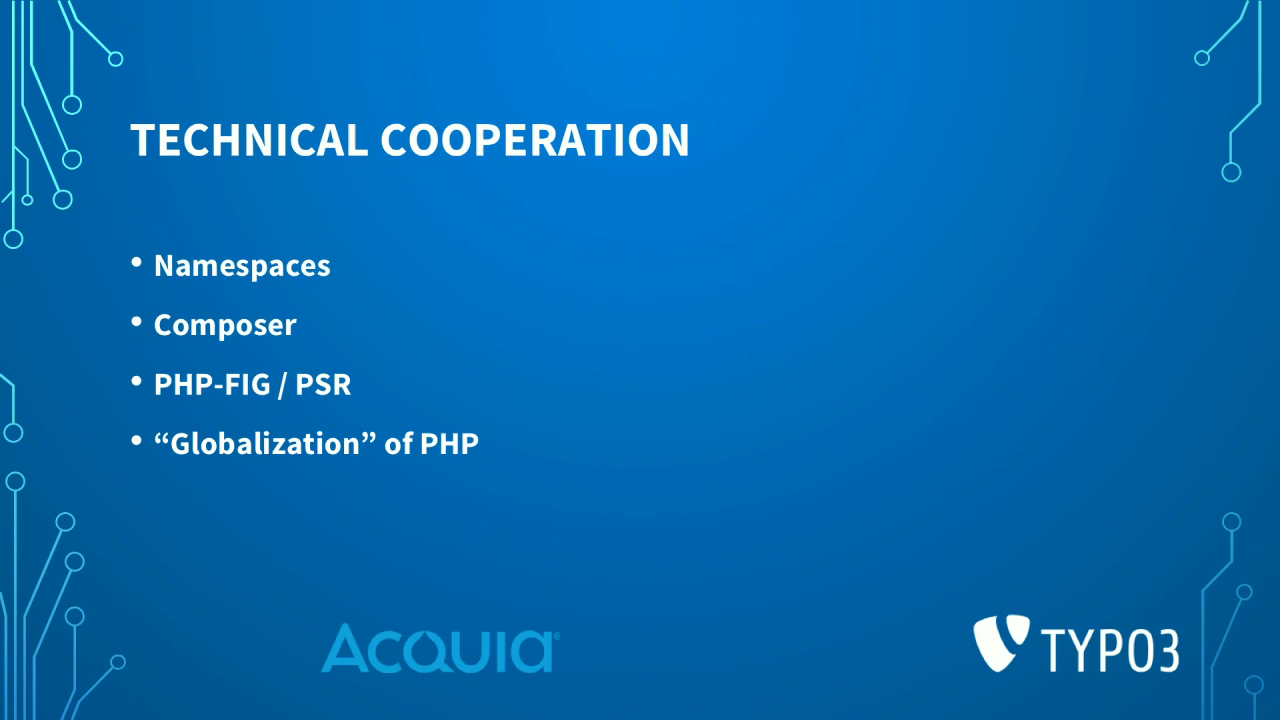 TECHNICAL COOPERATION
• Namespaces
• Composer
• PHP-FIG / PSR
• “Globalization” of PHP
ACQUIA®
TYPO3